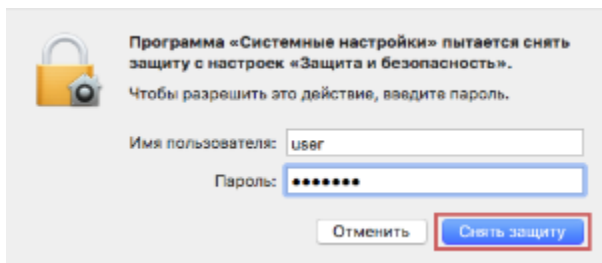 Программа «Системные настройки» пытается снять
защиту с настроек «Защита и безопасность».
Чтобы разрешить это действие, введите пароль.
Имя пользователя: user
Пароль: •••••••
Отменить Снять защиту